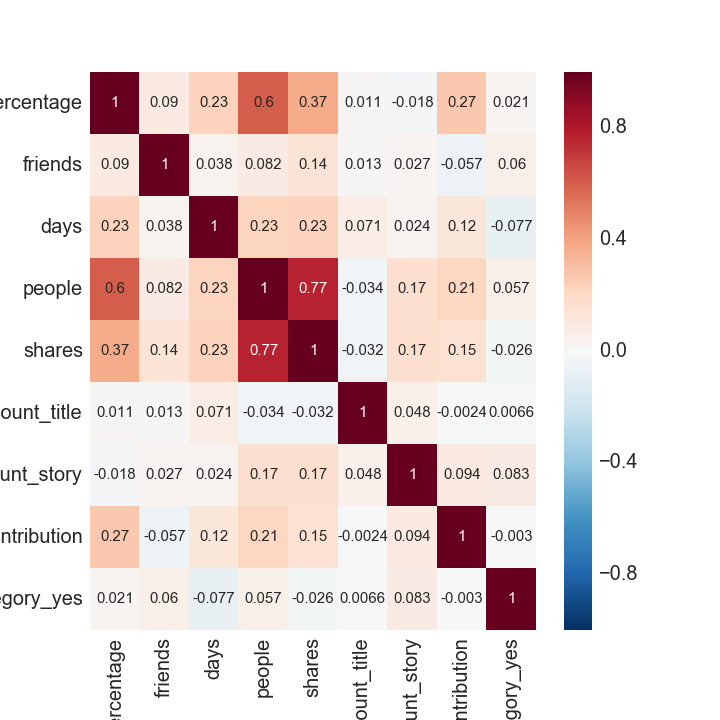 ercentage 1 0.09 0.23 0.6 0.37 0.011 -0.018 0.27 0.021
friends 0.09 1 0.038 0.082 0.14 0.013 0.027 -0.057 0.06
days 0.23 0.038 1 0.23 0.23 0.071 0.024 0.12 -0.077
people 0.6 0.082 0.23 1 0.77 -0.034 0.17 0.21 0.057
shares 0.37 0.14 0.23 0.77 1 -0.032 0.17 0.15 -0.026
ount_title 0.011 0.013 0.071 -0.034 -0.032 1 0.048 -0.0024 0.0066
unt_story -0.018 0.027 0.024 0.17 0.17 0.048 1 0.094 0.083
ntribution 0.27 -0.057 0.12 0.21 0.15 -0.0024 0.094 1 -0.003
egory_yes 0.021 0.06 -0.077 0.057 -0.026 0.0066 0.083 -0.003 1
ercentage
friends
days
people
shares
ount_title
unt_story
ntribution
gory_yes
0.8
0.4
0.0
−0.4
−0.8